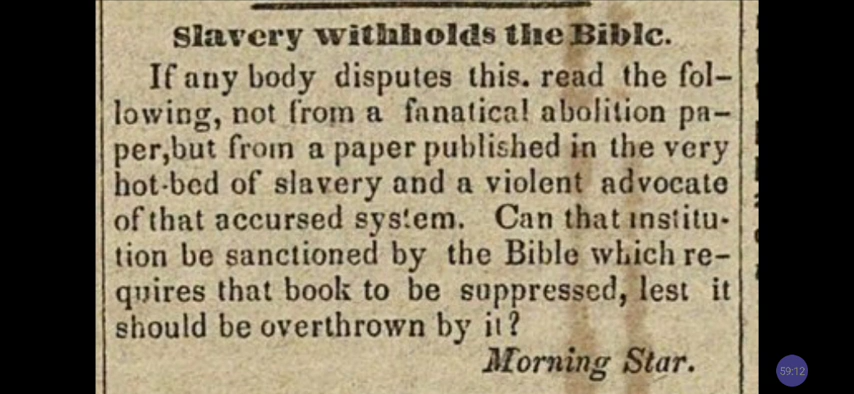 Slavery withholds the Bible.
If any body disputes this. read the fol-
lowing, not from a fanatical abolition pa-
per,but from a paper published in the very
hot-bed of slavery and a violent advocate
of that accursed system. Can that institu-
tion be sanctioned by the Bible which re-
quires that book to be suppressed, lest it
should be overthrown by it?
Morning Star.
59:12